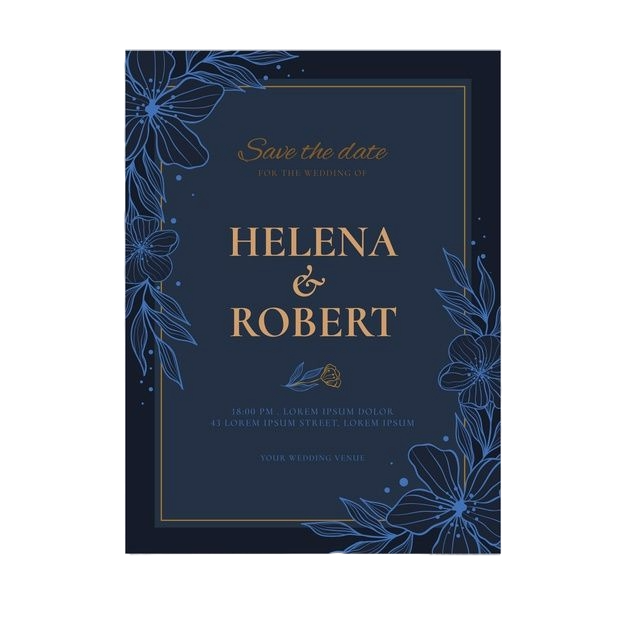 Save the date
FOR THE WEDDING OF
HELENA
&
ROBERT
18:00 PM . LOREM IPSUM DOLOR
43 LOREM IPSUM STREET, LOREM IPSUM
YOUR WEDDING VENUE